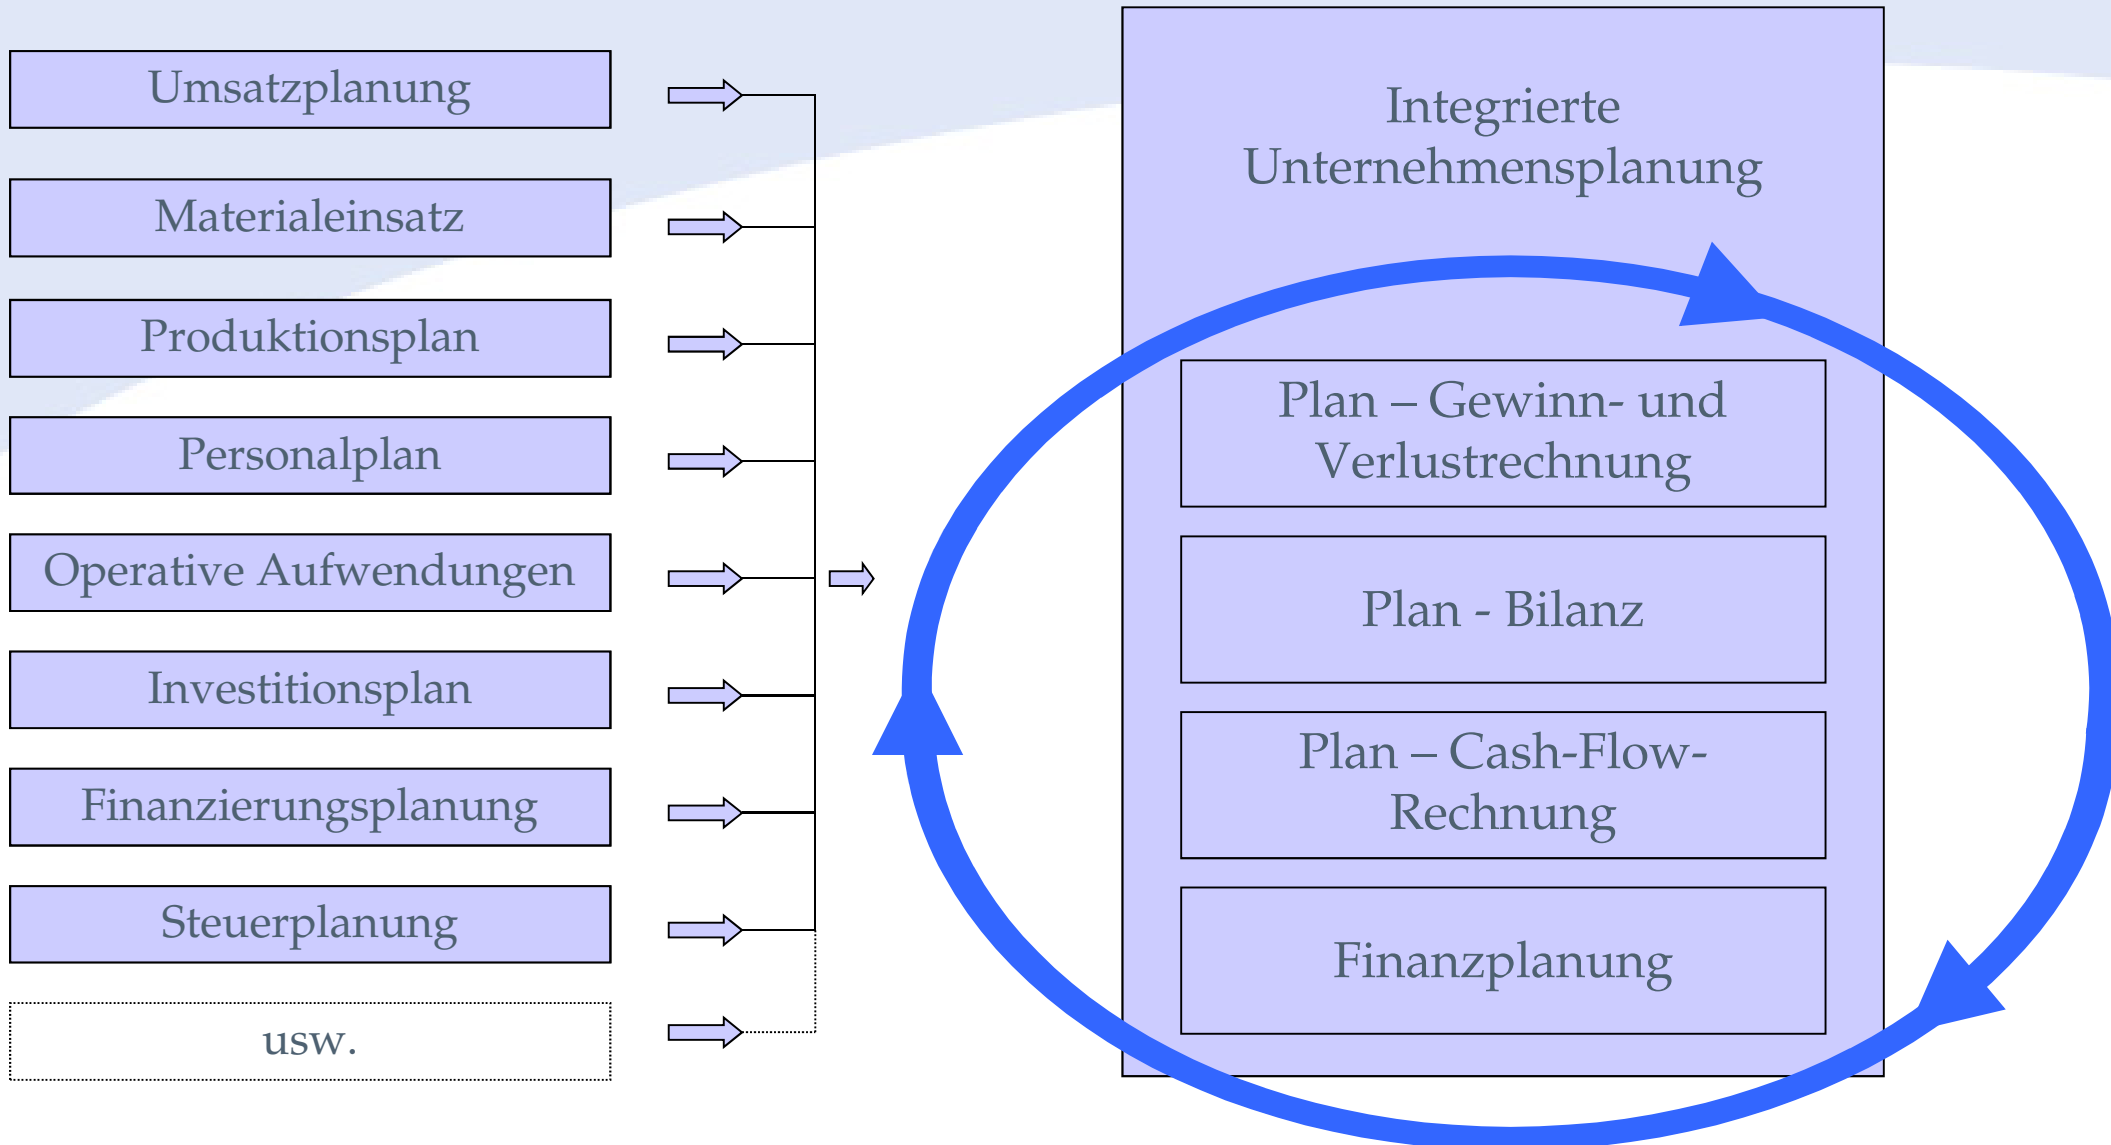 Umsatzplanung
Materialeinsatz
Produktionsplan
Personalplan
Operative Aufwendungen
Investitionsplan
Finanzierungsplanung
Steuerplanung
usw.
Integrierte
Unternehmensplanung
Plan – Gewinn- und
Verlustrechnung
Plan - Bilanz
Plan – Cash-Flow-
Rechnung
Finanzplanung